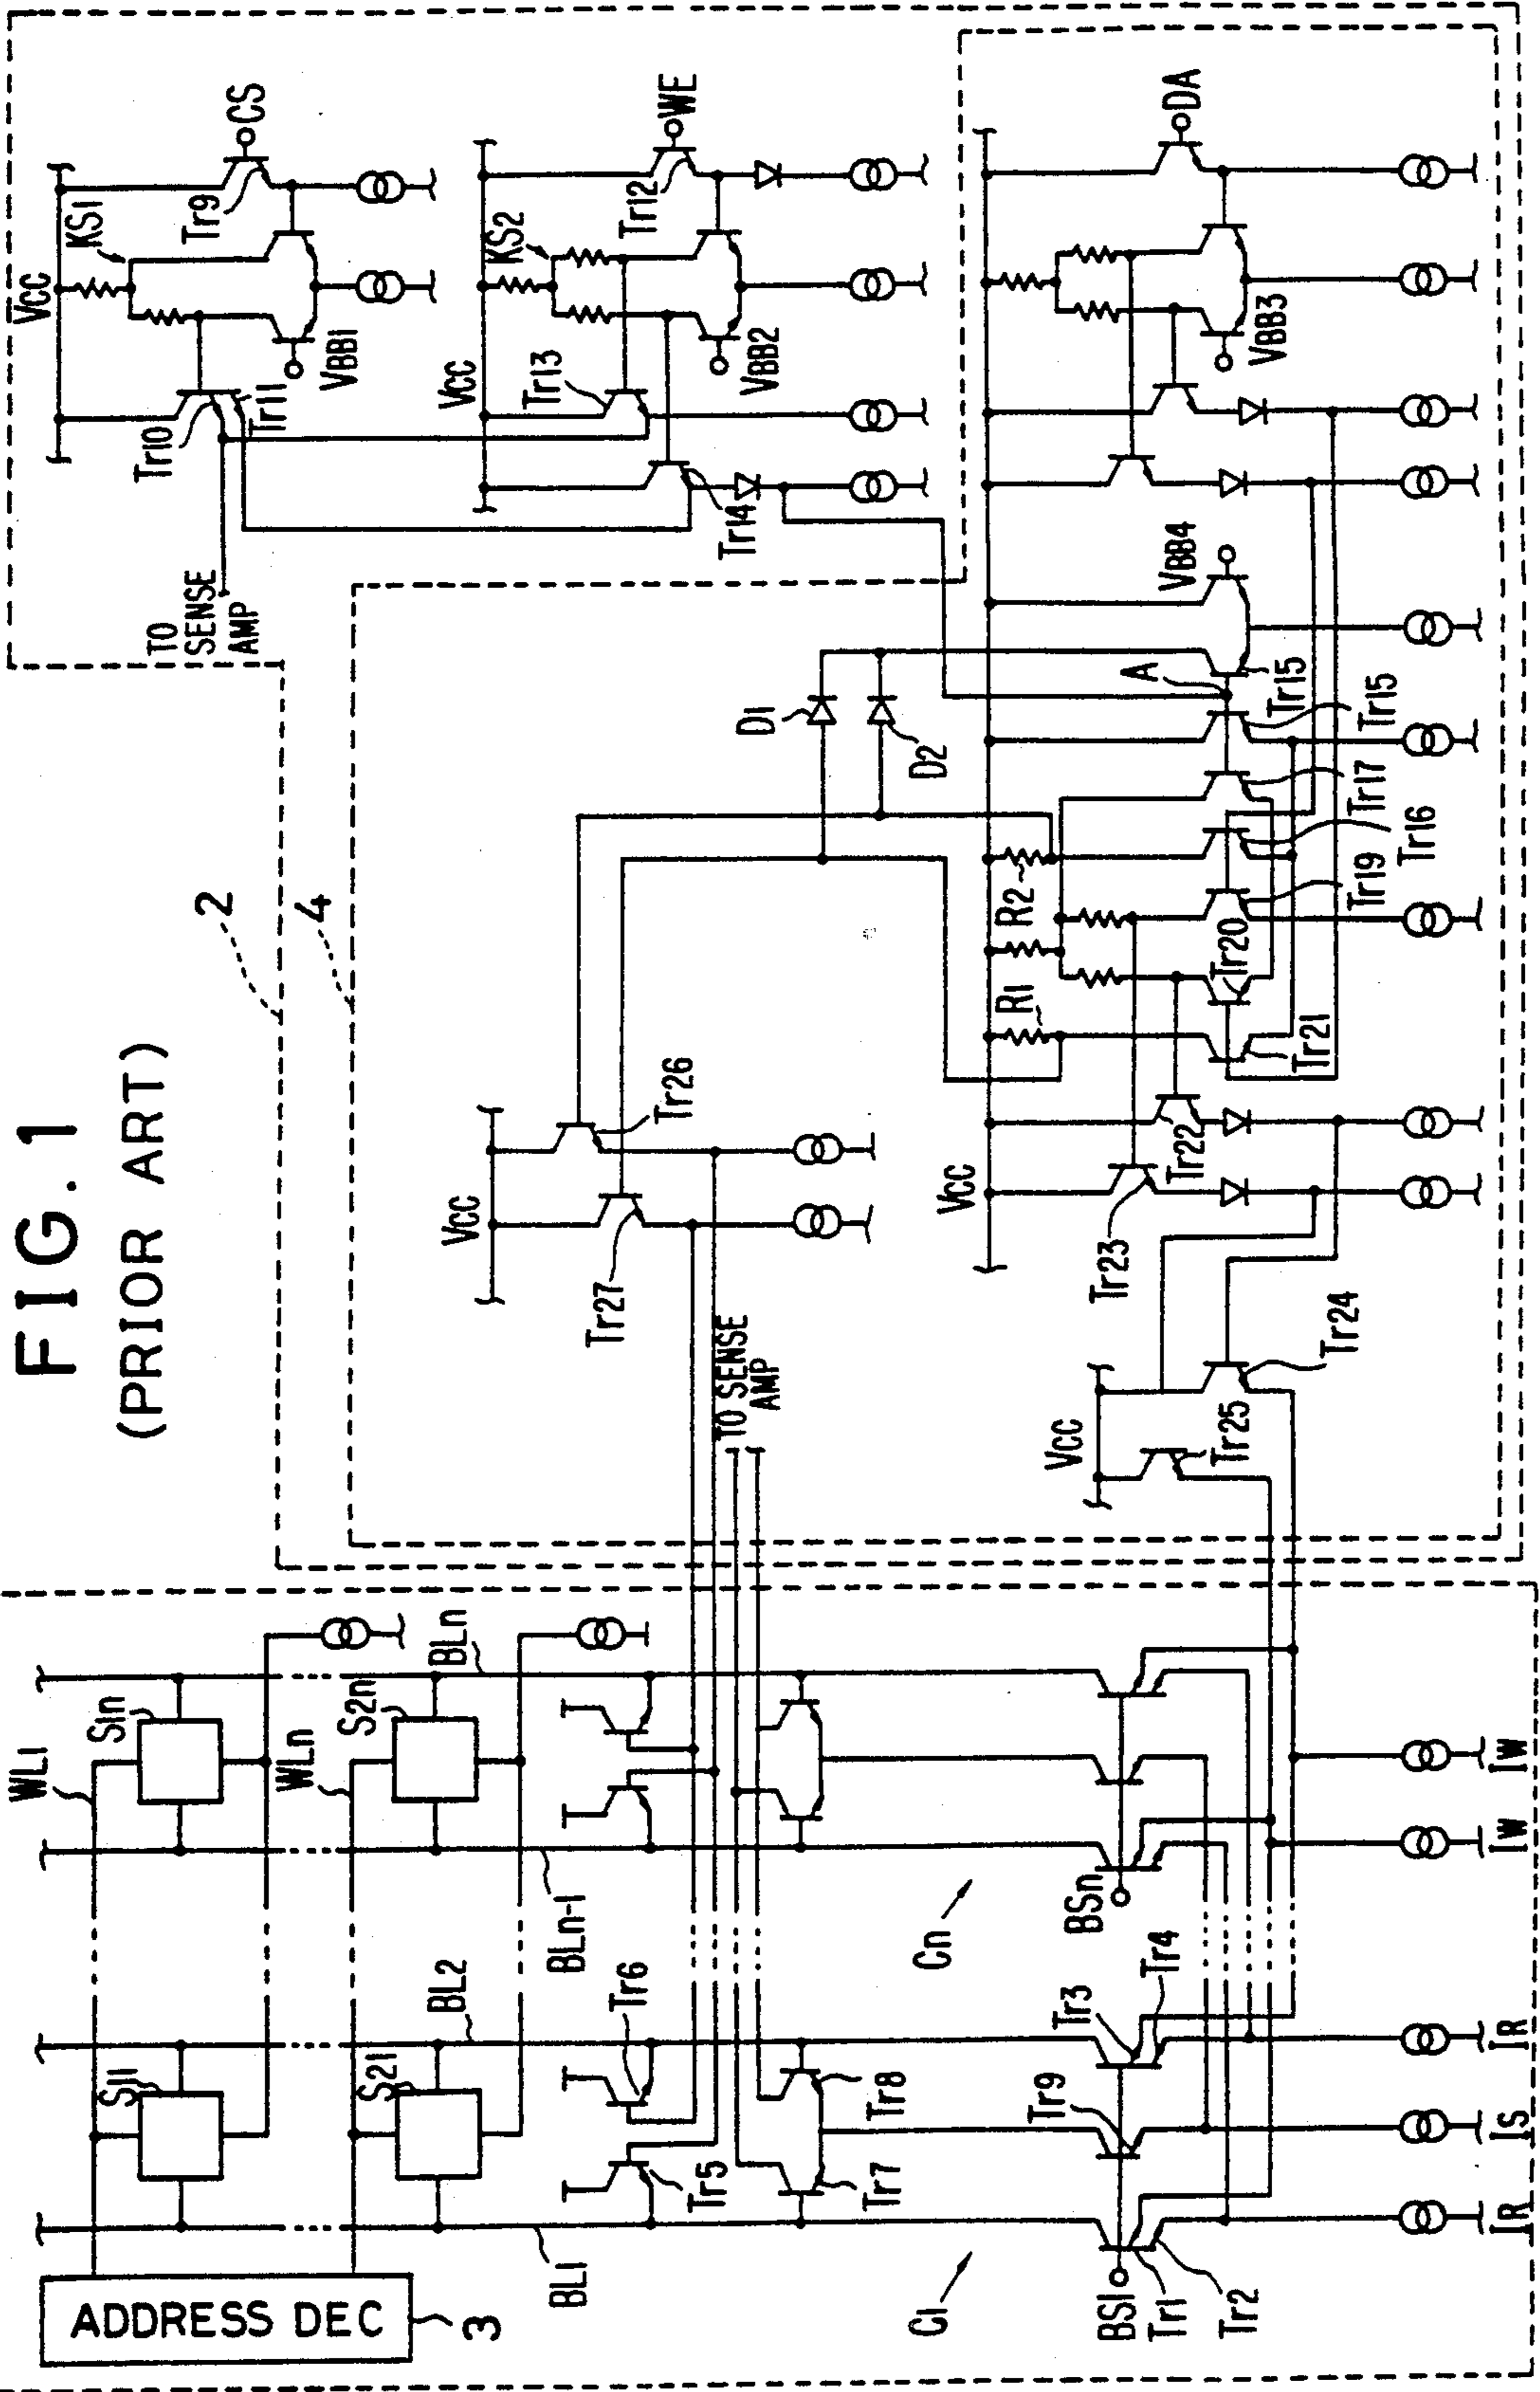 FIG. 1
(PRIOR ART)
2
4
VCC
KS1
Tr9
CS
VBB1
Tr10
Tr11
TO
SENSE
AMP
VCC
KS2
Tr12
WE
Tr13
VBB2
Tr14
DA
VBB3
VBB4
A
Tr15
Tr15
Tr17
Tr16
Tr19
Tr20
Tr21
D1
D2
R2
R1
Tr22
Tr23
VCC
VCC
Tr26
Tr27
TO SENSE
AMP
VCC
Tr24
Tr25
WL1
S1n
WLn
S2n
BLn
BLn-1
Cn
BSn
IW
IW
S11
S21
BL2
BL1
Tr6
Tr5
Tr8
Tr7
Tr3
Tr4
Tr9
C1
BS1
Tr1
Tr2
IR
IS
IR
ADDRESS DEC
3